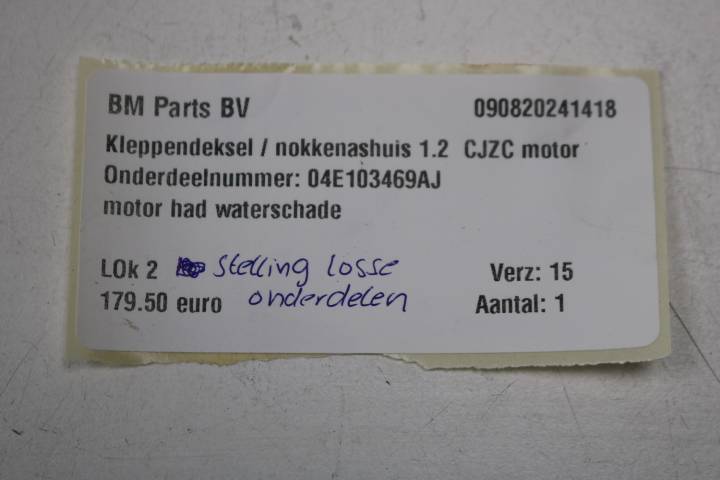 BM Parts BV 090820241418
Kleppendeksel / nokkenashuis 1.2 CJZC motor
Onderdeelnummer: 04E103469AJ
motor had waterschade
LOk 2 stelling losse Verz: 15
179.50 euro onderdelen Aantal: 1